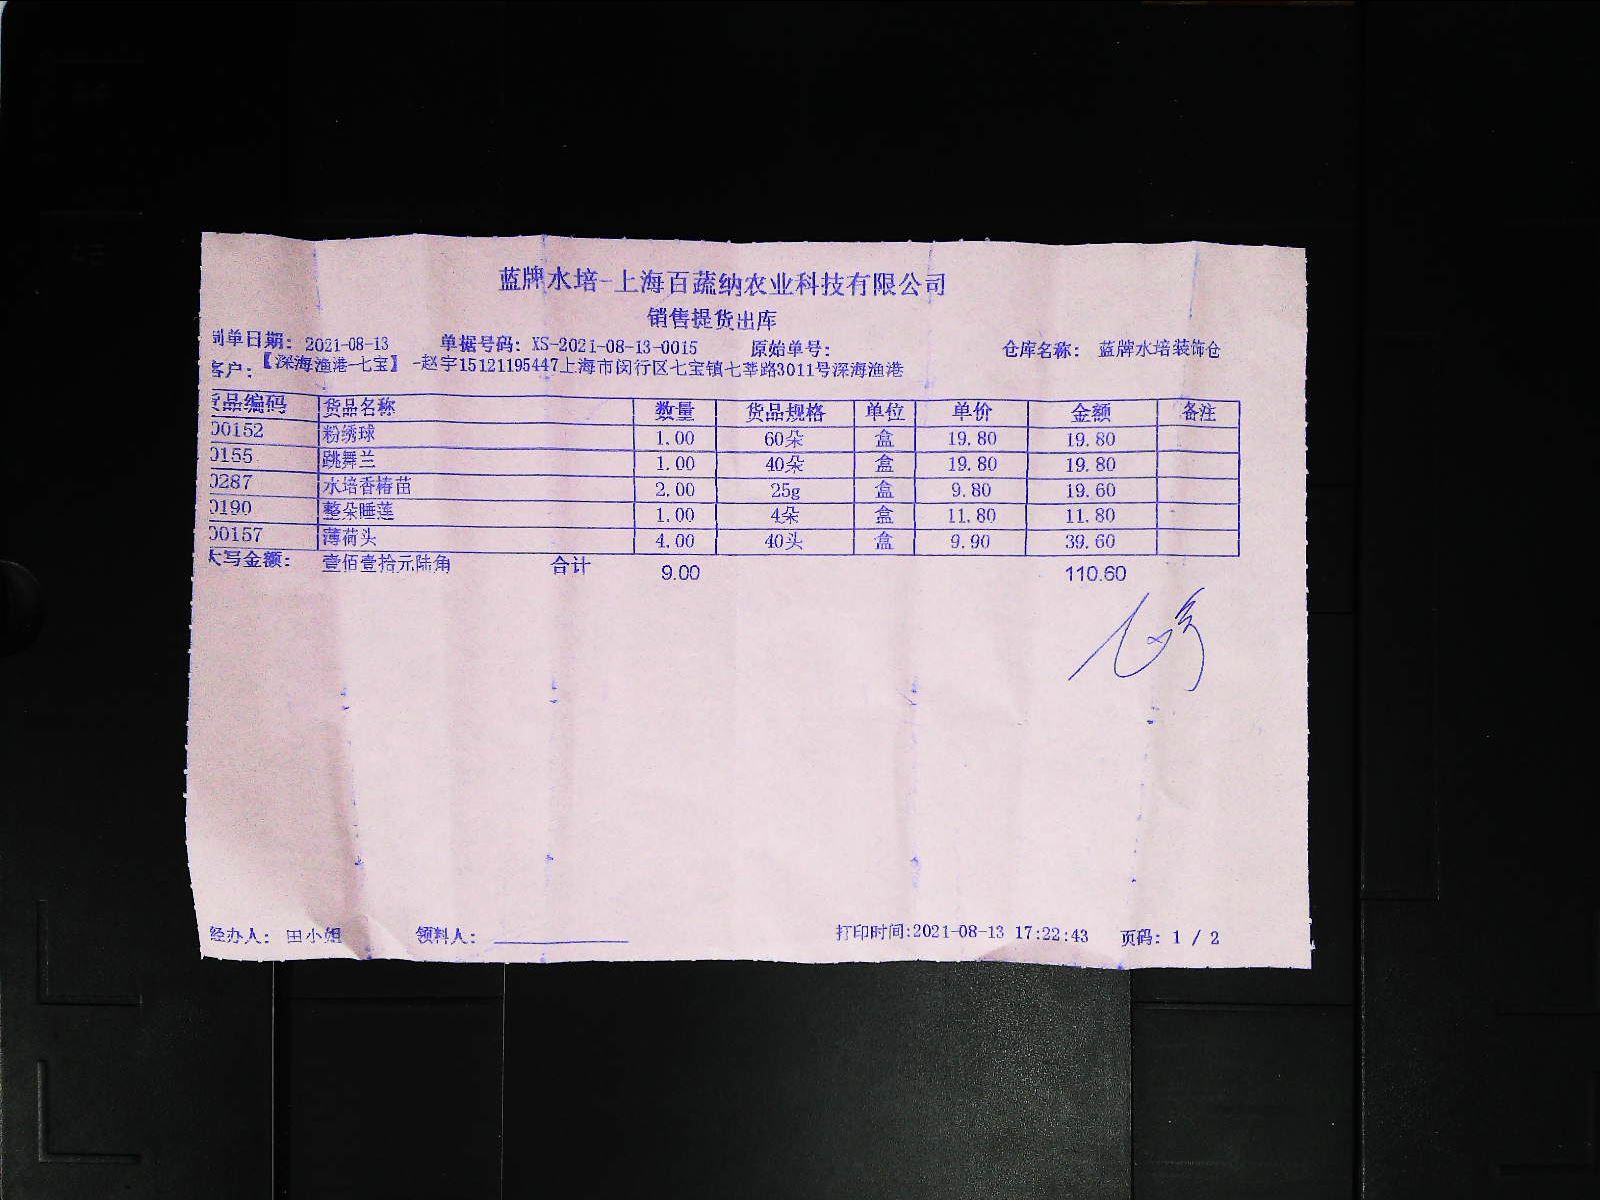 蓝牌水培-上海百蔬纳农业科技有限公司
销售提货出库
制单日期: 2021-08-13 单据号码: XS-2021-08-13-0015 原始单号: 仓库名称: 蓝牌水培装饰仓
客户: 【深海渔港-七宝】 -赵宇15121195447上海市闵行区七宝镇七莘路3011号深海渔港
货品编码 货品名称 数量 货品规格 单位 单价 金额 备注
00152 粉绣球 1.00 60朵 盒 19.80 19.80
0155 跳舞兰 1.00 40朵 盒 19.80 19.80
0287 水培香椿苗 2.00 25g 盒 9.80 19.60
0190 整朵睡莲 1.00 4朵 盒 11.80 11.80
00157 薄荷头 4.00 40头 盒 9.90 39.60
大写金额: 壹佰壹拾元陆角 合计 9.00 110.60
经办人: 田小姐 领料人: 打印时间:2021-08-13 17:22:43 页码: 1 / 2